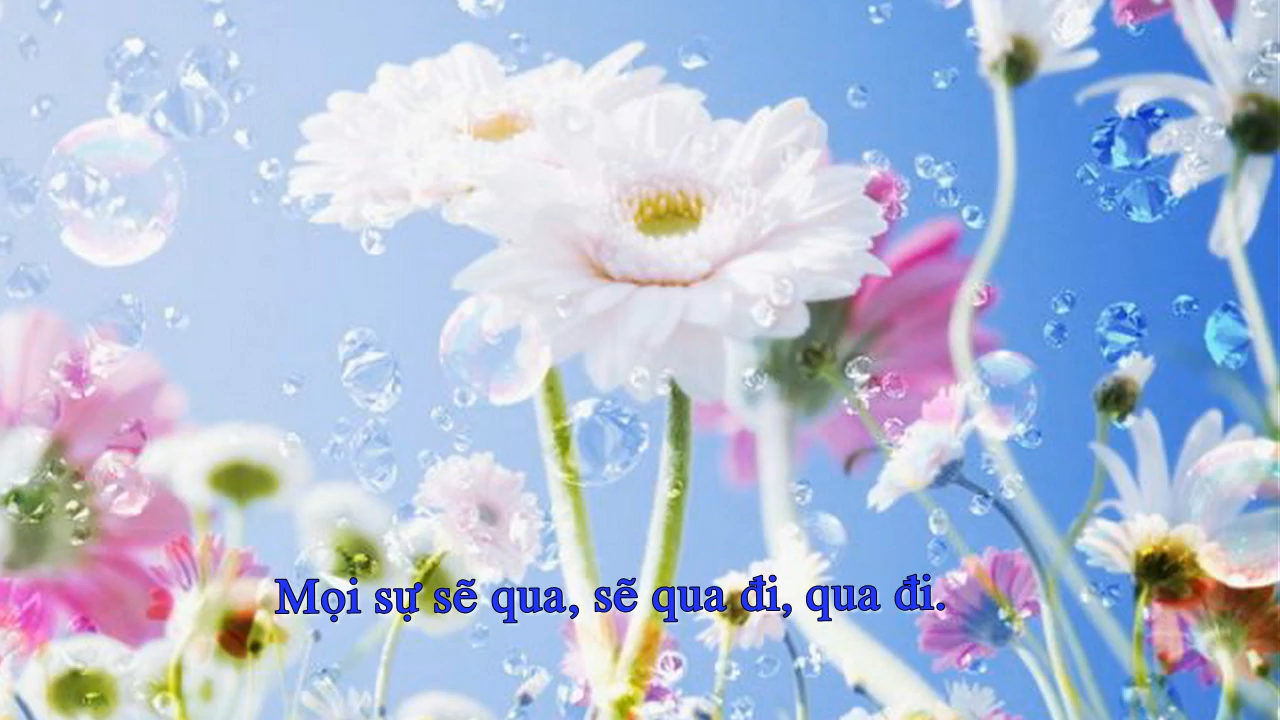 Mọi sự sẽ qua, sẽ qua đi, qua đi.